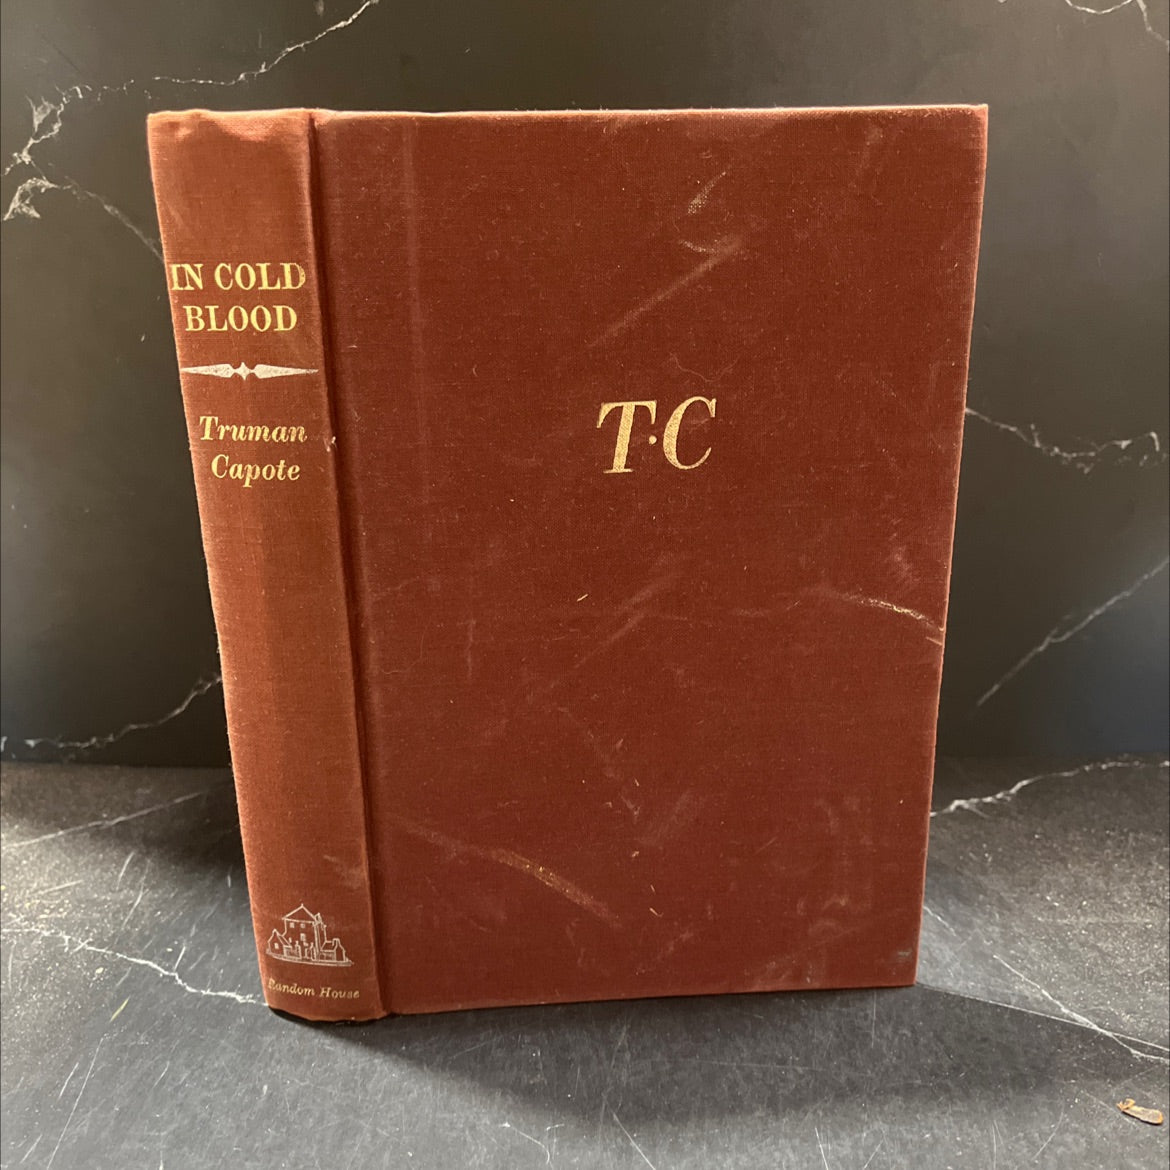 IN COLD
BLOOD
Truman
Capote
Random House
T·C